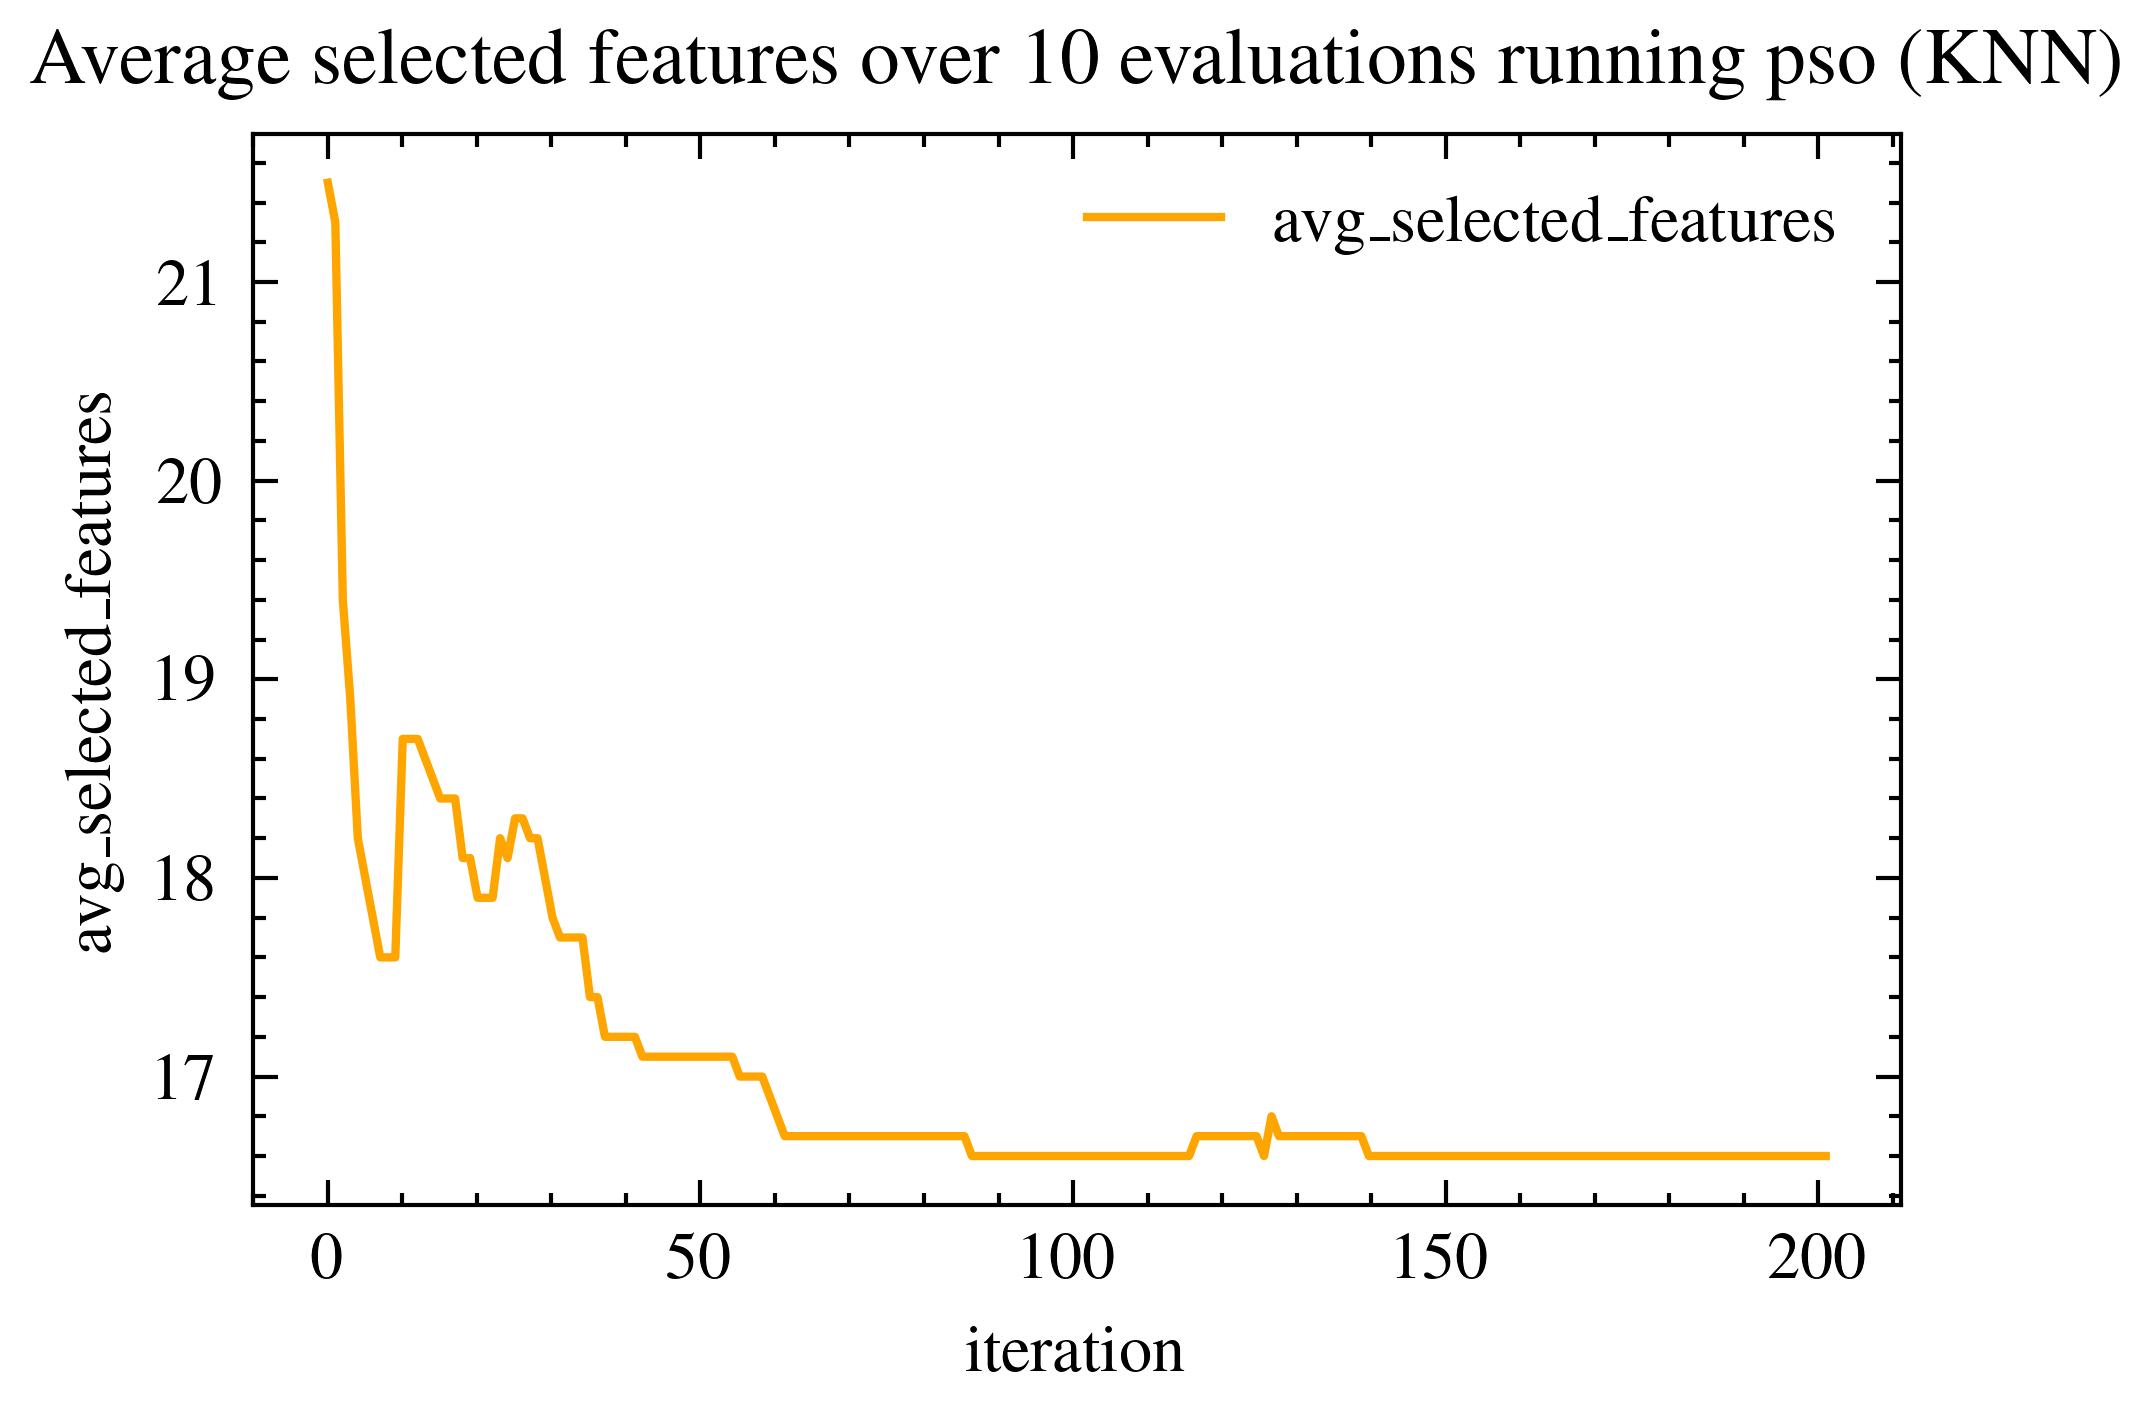 Average selected features over 10 evaluations running pso (KNN)
avg_selected_features
21
20
19
18
17
avg_selected_features
0 50 100 150 200
iteration